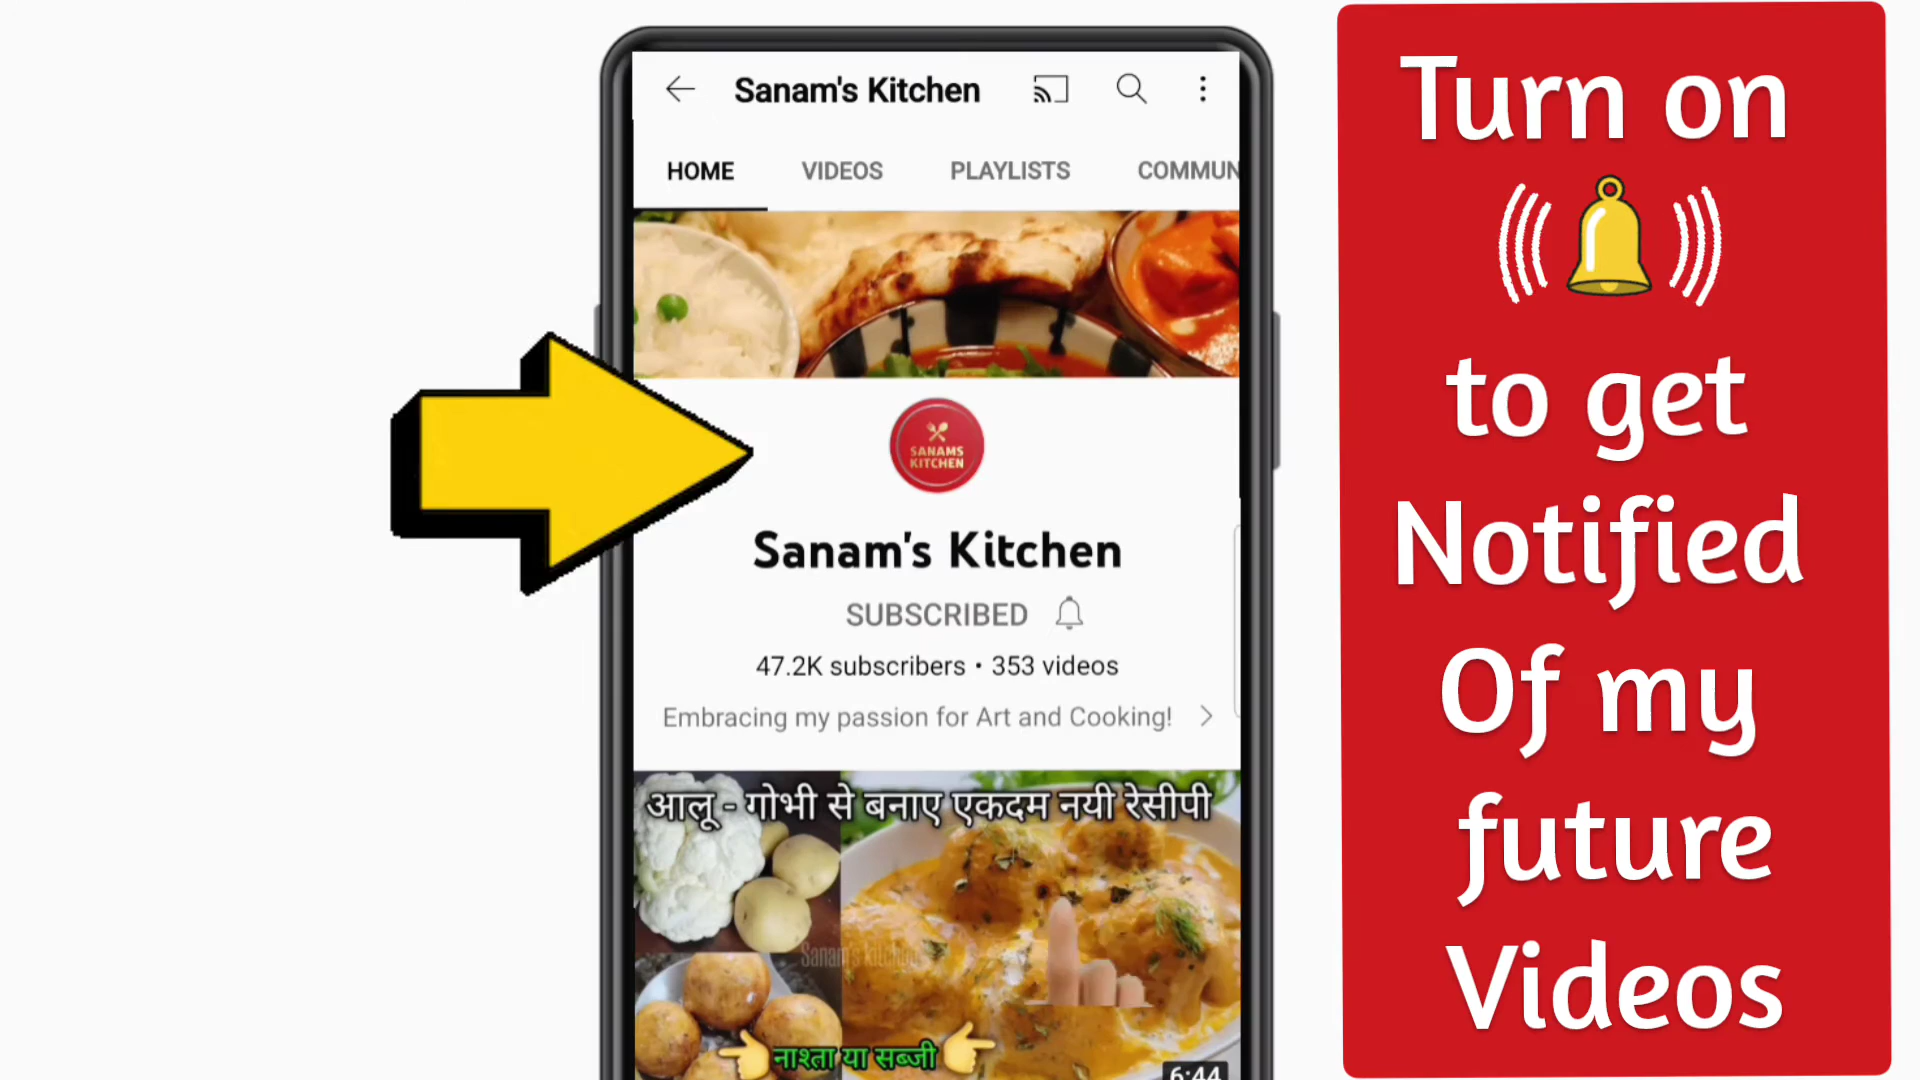 Sanam's Kitchen
HOME VIDEOS PLAYLISTS COMMUN
SANAMS
KITCHEN
Sanam's Kitchen
SUBSCRIBED
47.2K subscribers • 353 videos
Embracing my passion for Art and Cooking!
आलू - गोभी से बनाए एकदम नयी रेसीपी
Sanam's kitchen
नाश्ता या सब्जी
6:44
Turn on
to get
Notified
Of my
future
Videos